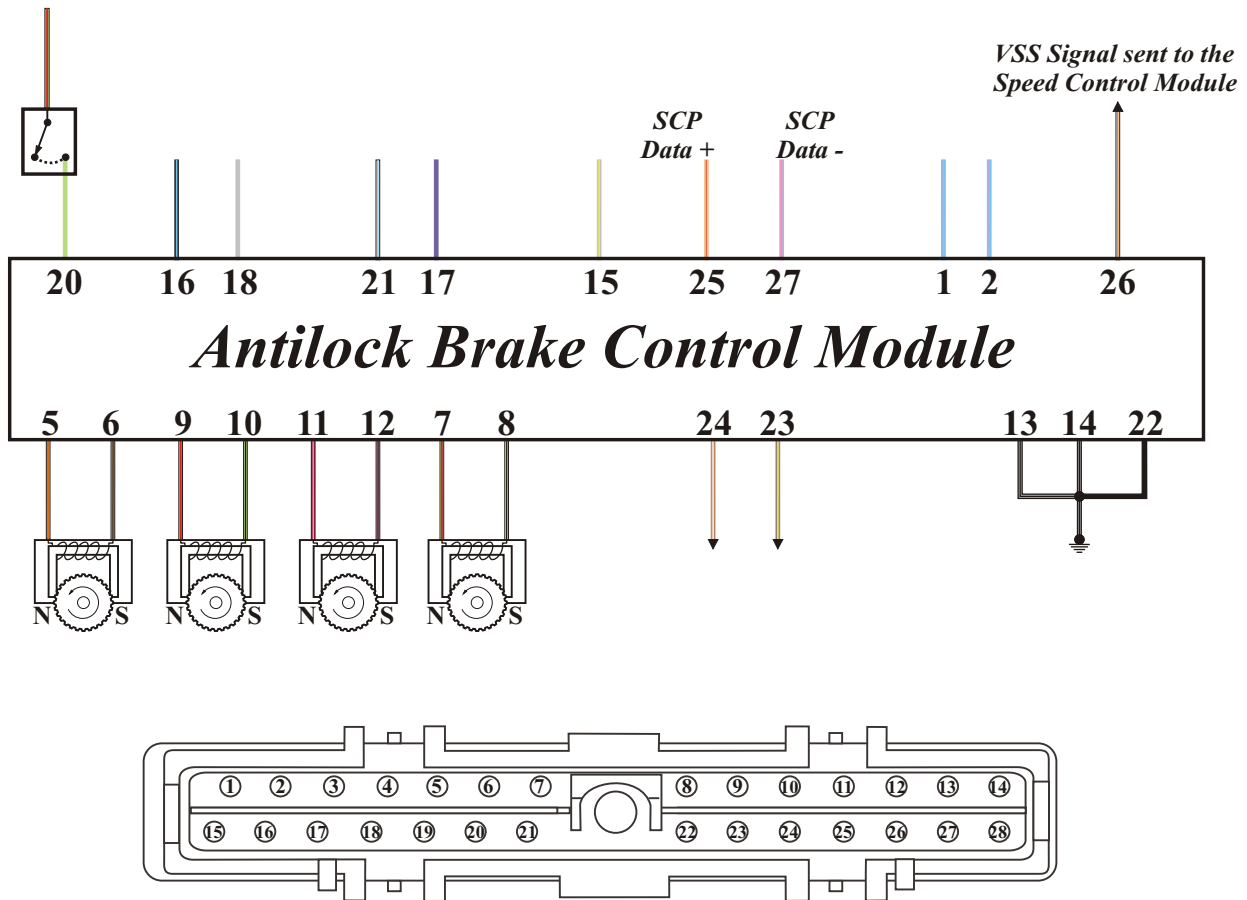 VSS Signal sent to the
Speed Control Module
SCP
Data +
SCP
Data -
20 16 18 21 17 15 25 27 1 2 26
Antilock Brake Control Module
5 6 9 10 11 12 7 8 24 23 13 14 22
N S N S N S N S
1 2 3 4 5 6 7 8 9 10 11 12 13 14
15 16 17 18 19 20 21 22 23 24 25 26 27 28